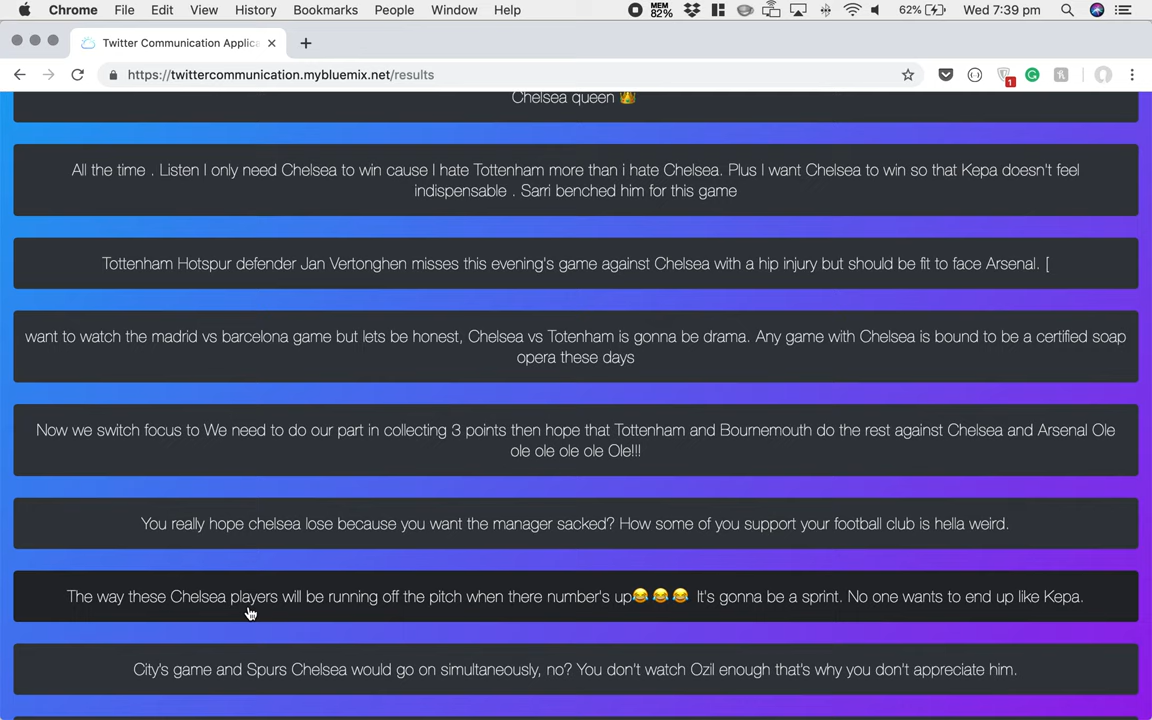 Chrome File Edit View History Bookmarks People Window Help MEM 82% 62% Wed 7:39 pm
Twitter Communication Applica
https://twittercommunication.mybluemix.net/results 1
Chelsea queen 👑
All the time . Listen I only need Chelsea to win cause I hate Tottenham more than i hate Chelsea. Plus I want Chelsea to win so that Kepa doesn't feel
indispensable . Sarri benched him for this game
Tottenham Hotspur defender Jan Vertonghen misses this evening's game against Chelsea with a hip injury but should be fit to face Arsenal. [
want to watch the madrid vs barcelona game but lets be honest, Chelsea vs Totenham is gonna be drama. Any game with Chelsea is bound to be a certified soap
opera these days
Now we switch focus to We need to do our part in collecting 3 points then hope that Tottenham and Bournemouth do the rest against Chelsea and Arsenal Ole
ole ole ole ole Ole!!!
You really hope chelsea lose because you want the manager sacked? How some of you support your football club is hella weird.
The way these Chelsea players will be running off the pitch when there number's up😂😂😂 It's gonna be a sprint. No one wants to end up like Kepa.
City's game and Spurs Chelsea would go on simultaneously, no? You don't watch Ozil enough that's why you don't appreciate him.